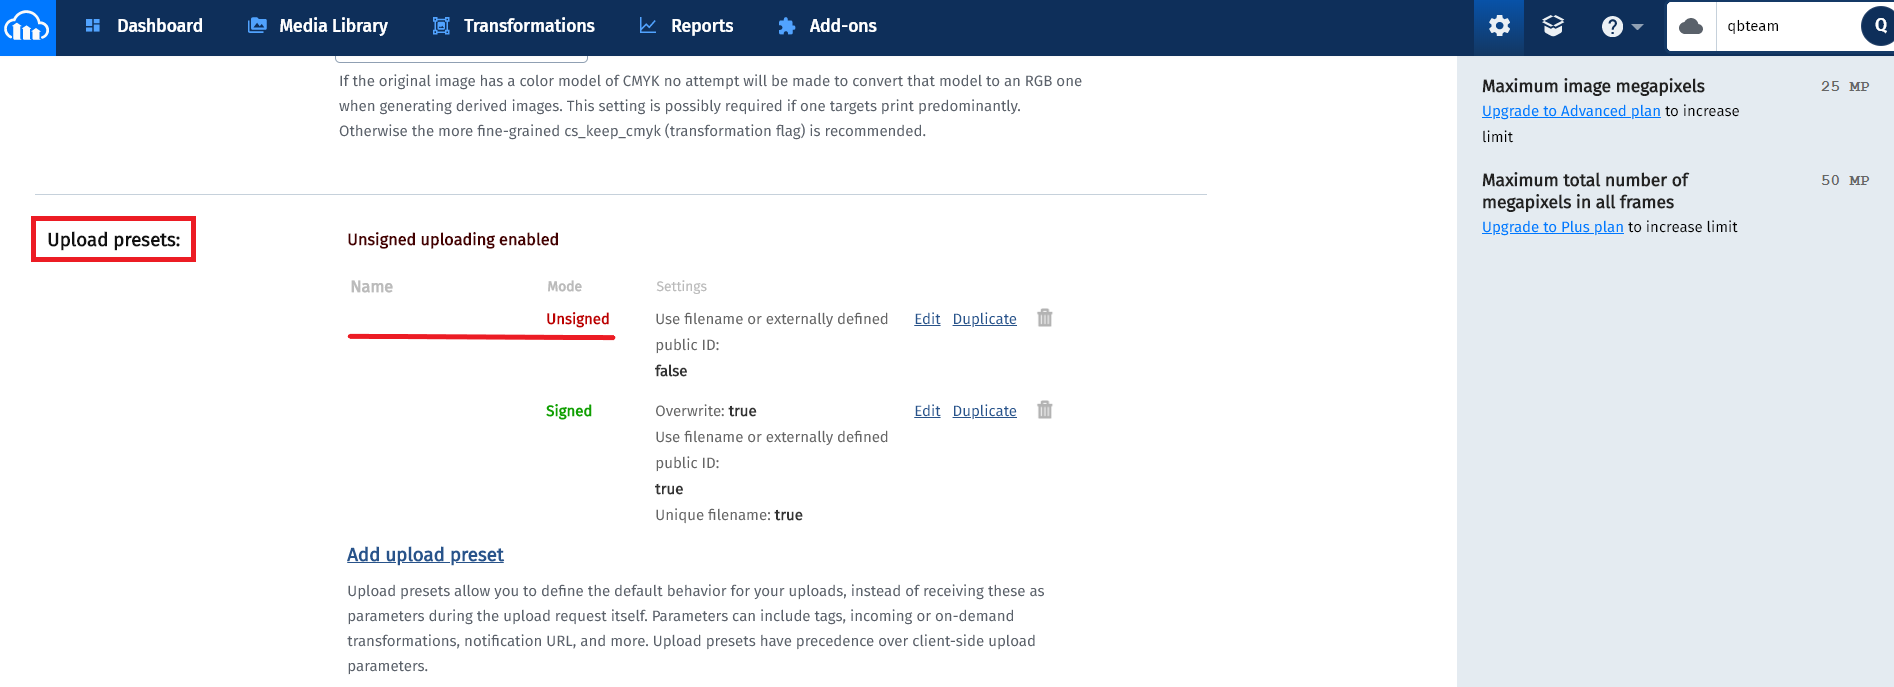 Dashboard Media Library Transformations Reports Add-ons qbteam Q
If the original image has a color model of CMYK no attempt will be made to convert that model to an RGB one
when generating derived images. This setting is possibly required if one targets print predominantly.
Otherwise the more fine-grained cs_keep_cmyk (transformation flag) is recommended.
Maximum image megapixels 25 MP
Upgrade to Advanced plan to increase
limit
Maximum total number of 50 MP
megapixels in all frames
Upgrade to Plus plan to increase limit
Upload presets:
Unsigned uploading enabled
Name Mode Settings
Unsigned Use filename or externally defined Edit Duplicate
public ID:
false
Signed Overwrite: true Edit Duplicate
Use filename or externally defined
public ID:
true
Unique filename: true
Add upload preset
Upload presets allow you to define the default behavior for your uploads, instead of receiving these as
parameters during the upload request itself. Parameters can include tags, incoming or on-demand
transformations, notification URL, and more. Upload presets have precedence over client-side upload
parameters.